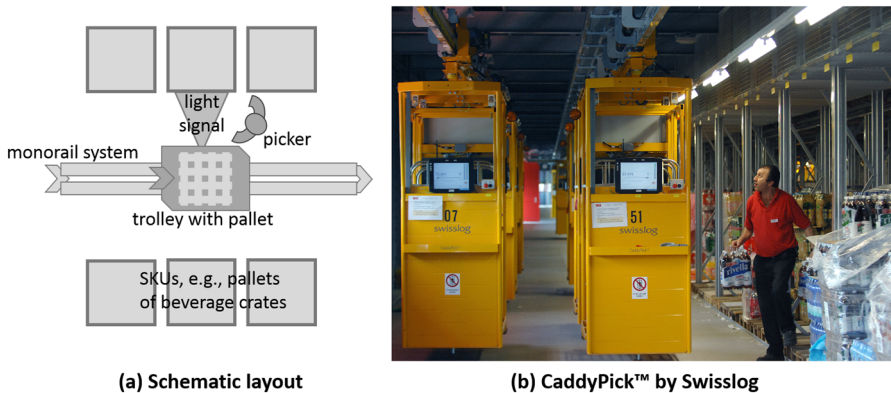 light
signal
picker
monorail system
trolley with pallet
SKUs, e.g., pallets
of beverage crates
(a) Schematic layout
07
swisslog
51
swisslog
rivella
(b) CaddyPick™ by Swisslog